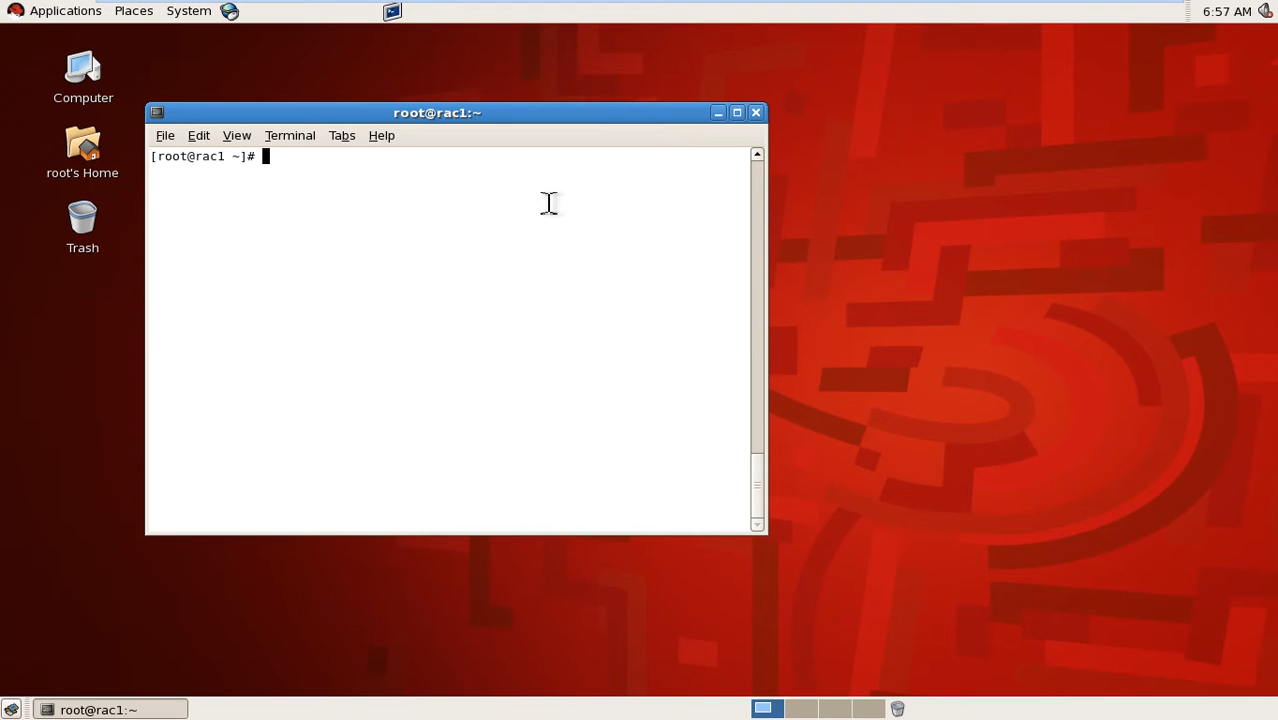 Applications Places System
6:57 AM
Computer
root's Home
Trash
root@rac1:~
File Edit View Terminal Tabs Help
[root@rac1 ~]#
root@rac1:~